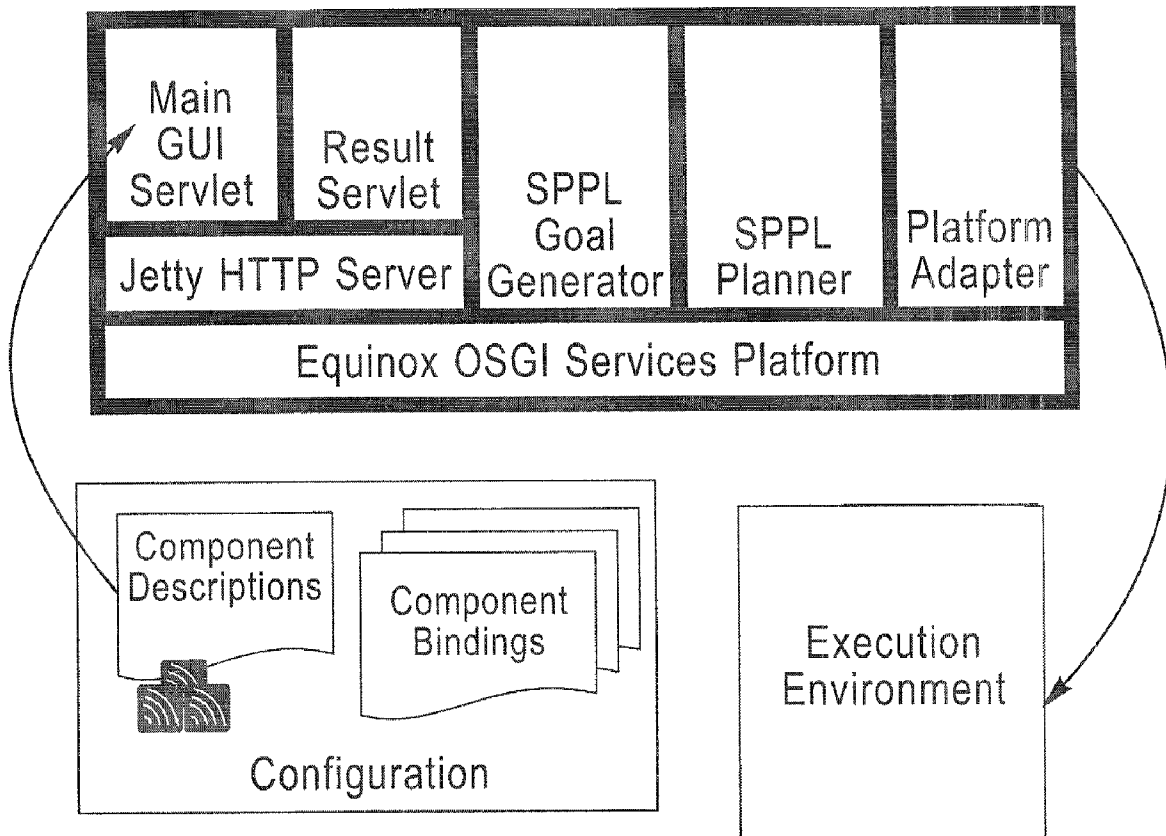 Main
GUI
Servlet
Result
Servlet
SPPL
Goal
Generator
SPPL
Planner
Platform
Adapter
Jetty HTTP Server
Equinox OSGI Services Platform
Component
Descriptions
Component
Bindings
Configuration
Execution
Environment